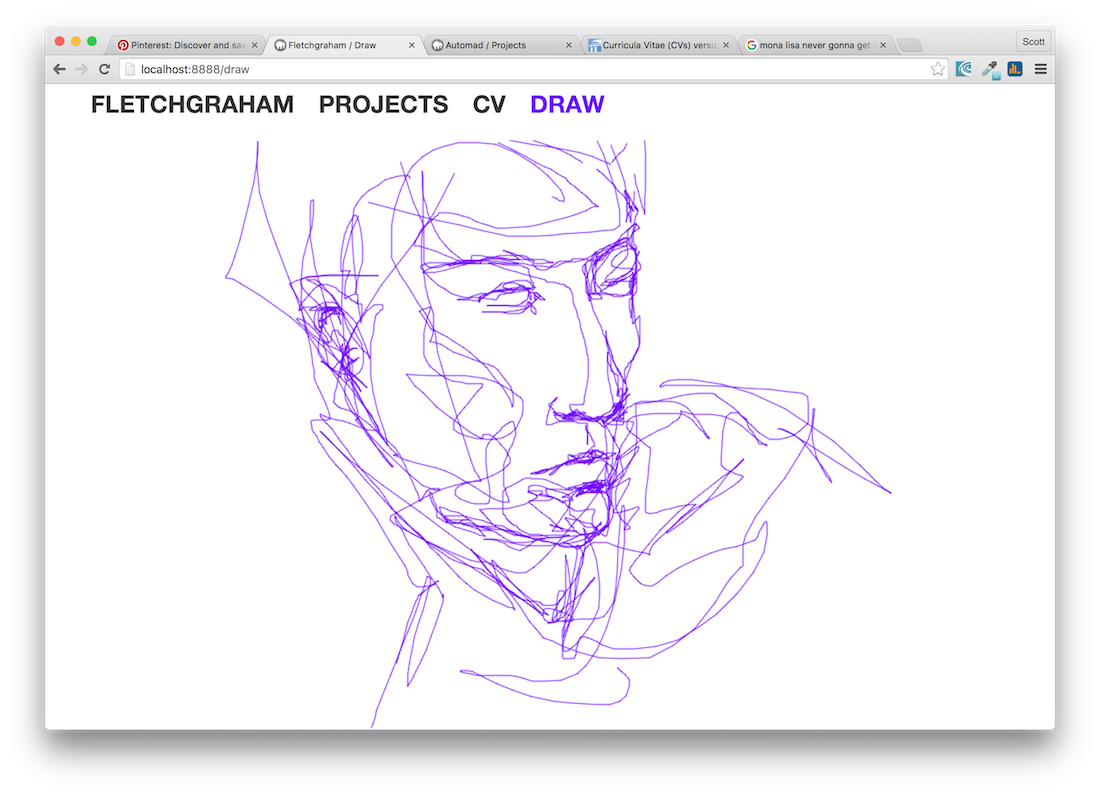 Pinterest: Discover and sav
Fletchgraham / Draw
Automad / Projects
Curricula Vitae (CVs) versu
mona lisa never gonna get
Scott
localhost:8888/draw
FLETCHGRAHAM PROJECTS CV DRAW